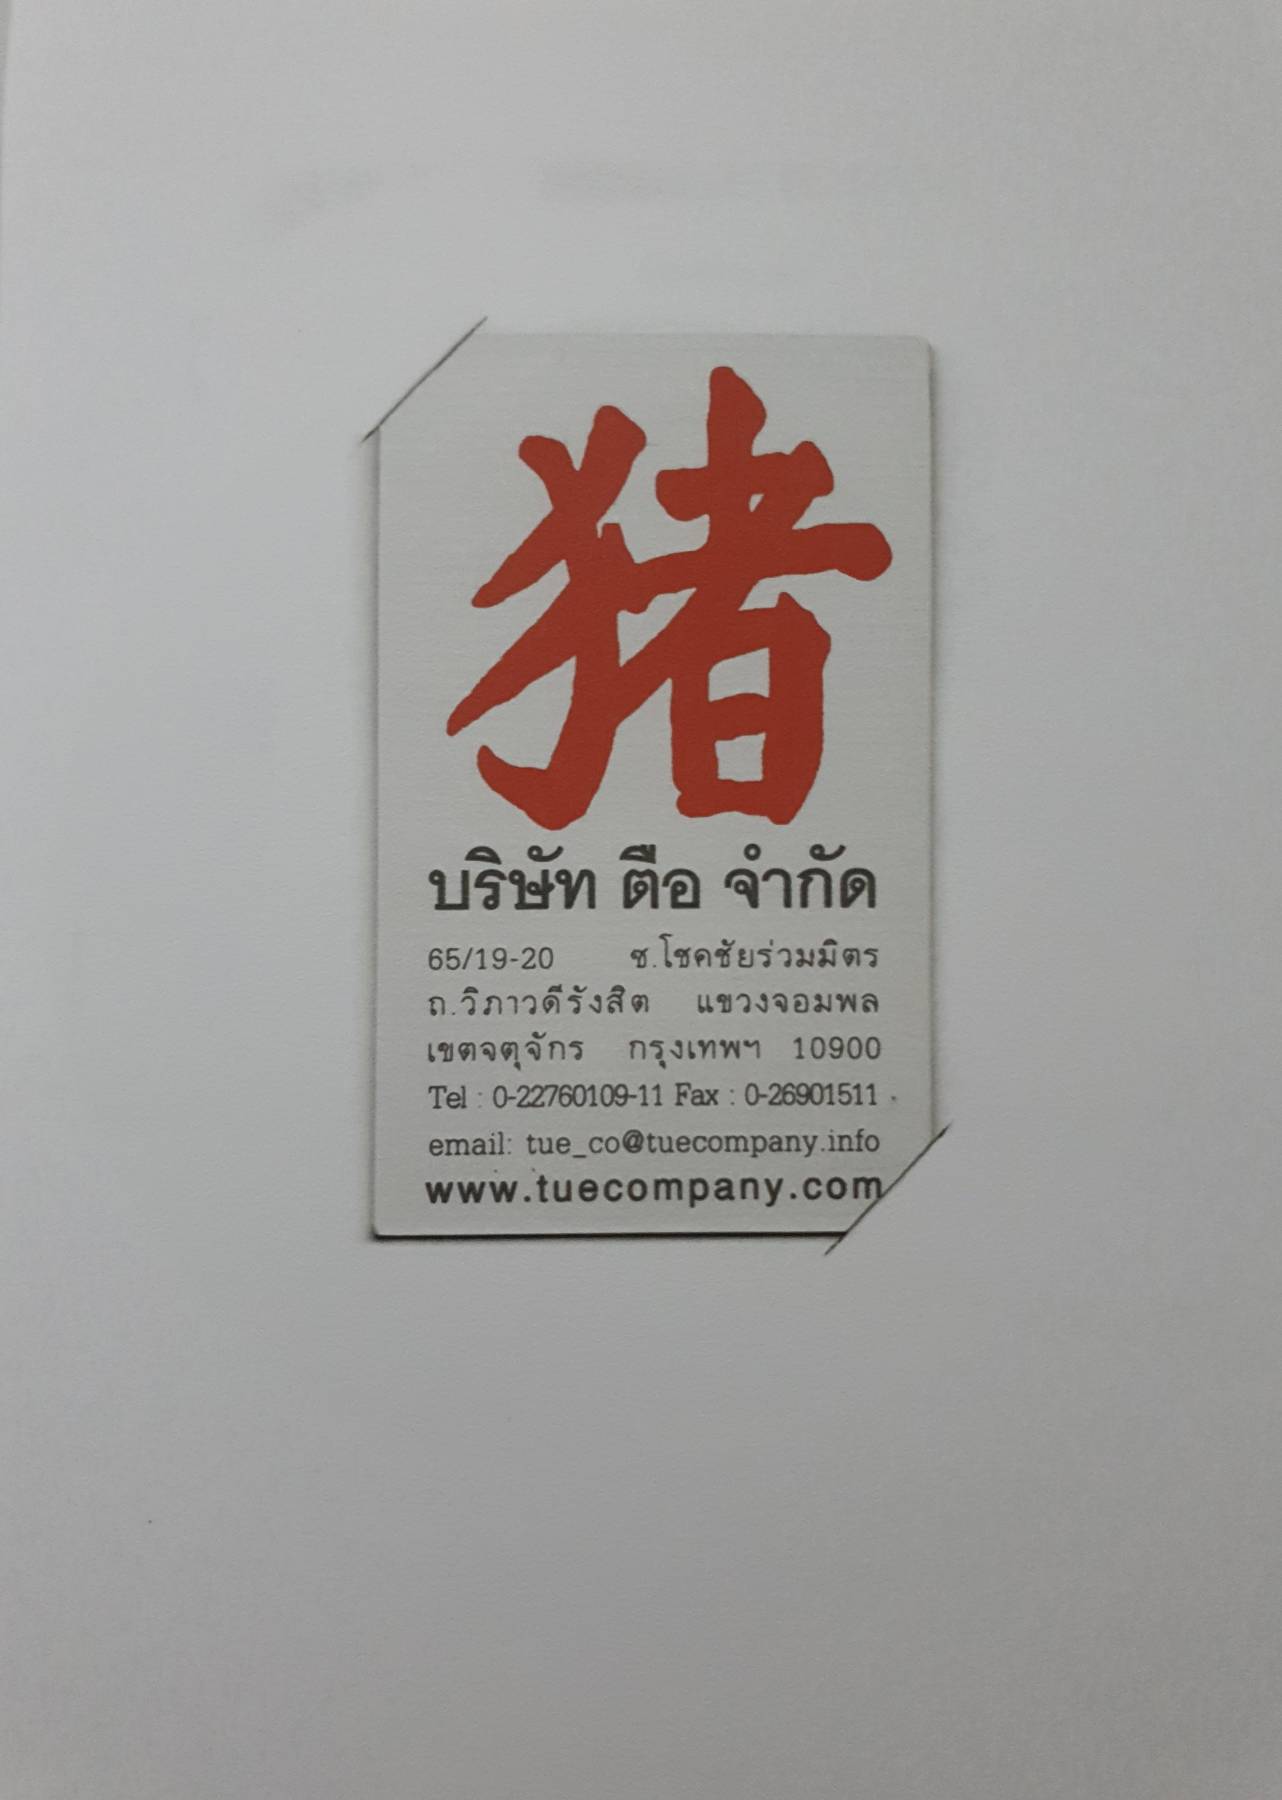 猪
บริษัท ตือ จำกัด
65/19-20 ซ.โชคชัยร่วมมิตร
ถ.วิภาวดีรังสิต แขวงจอมพล
เขตจตุจักร กรุงเทพฯ 10900
Tel : 0-22760109-11 Fax : 0-26901511
email: tue_co@tuecompany.info
www.tuecompany.com